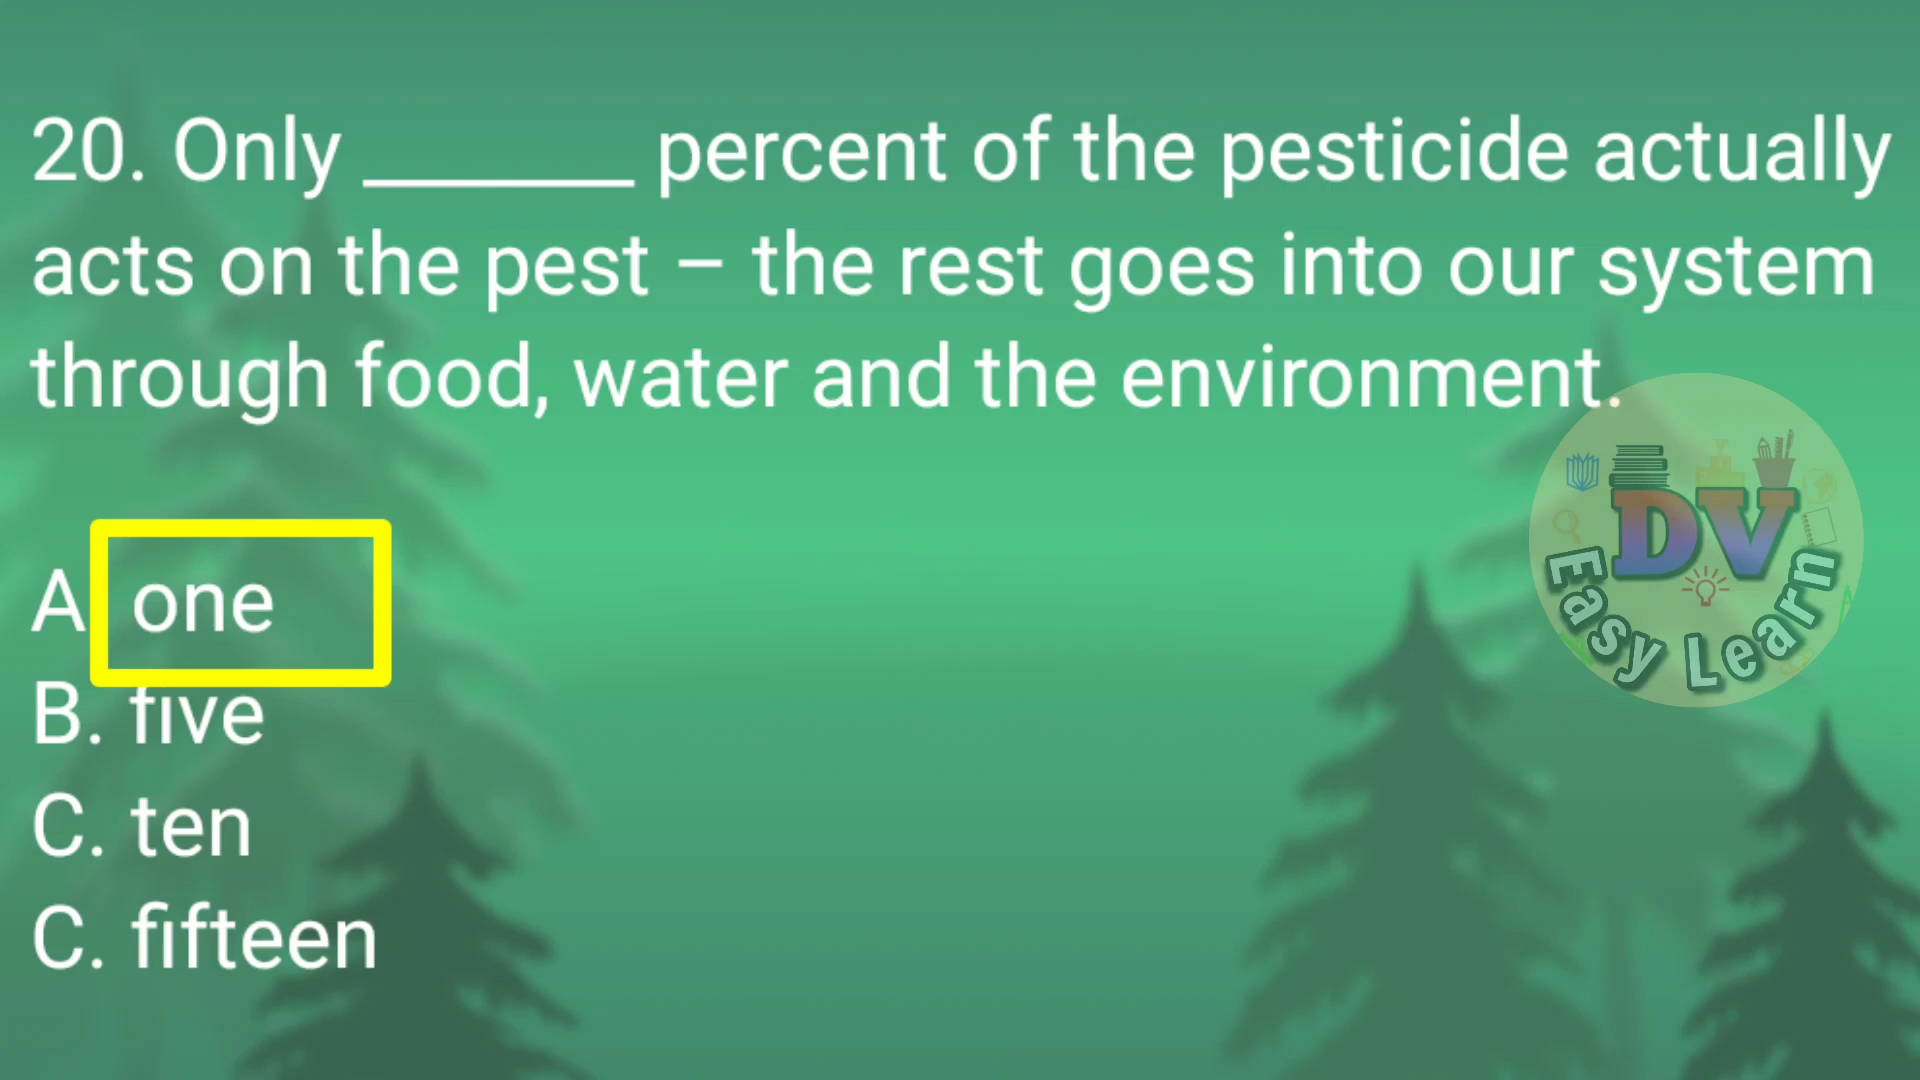 20. Only _______ percent of the pesticide actually
acts on the pest – the rest goes into our system
through food, water and the environment.
DV
Easy Learn
A one
B. five
C. ten
C. fifteen